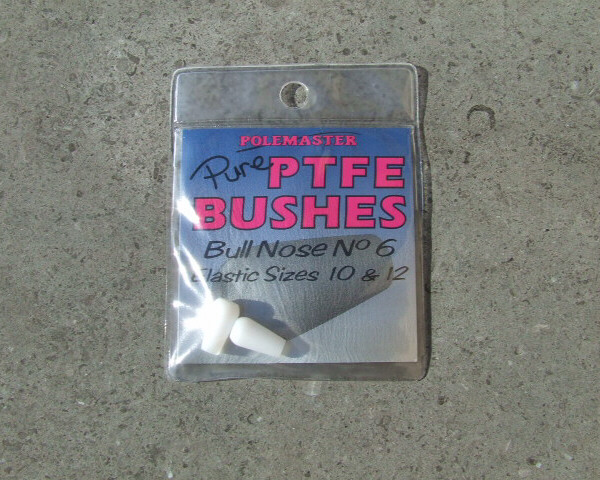 POLEMASTER
Pure PTFE
BUSHES
Bull Nose No 6
Elastic Sizes 10 & 12